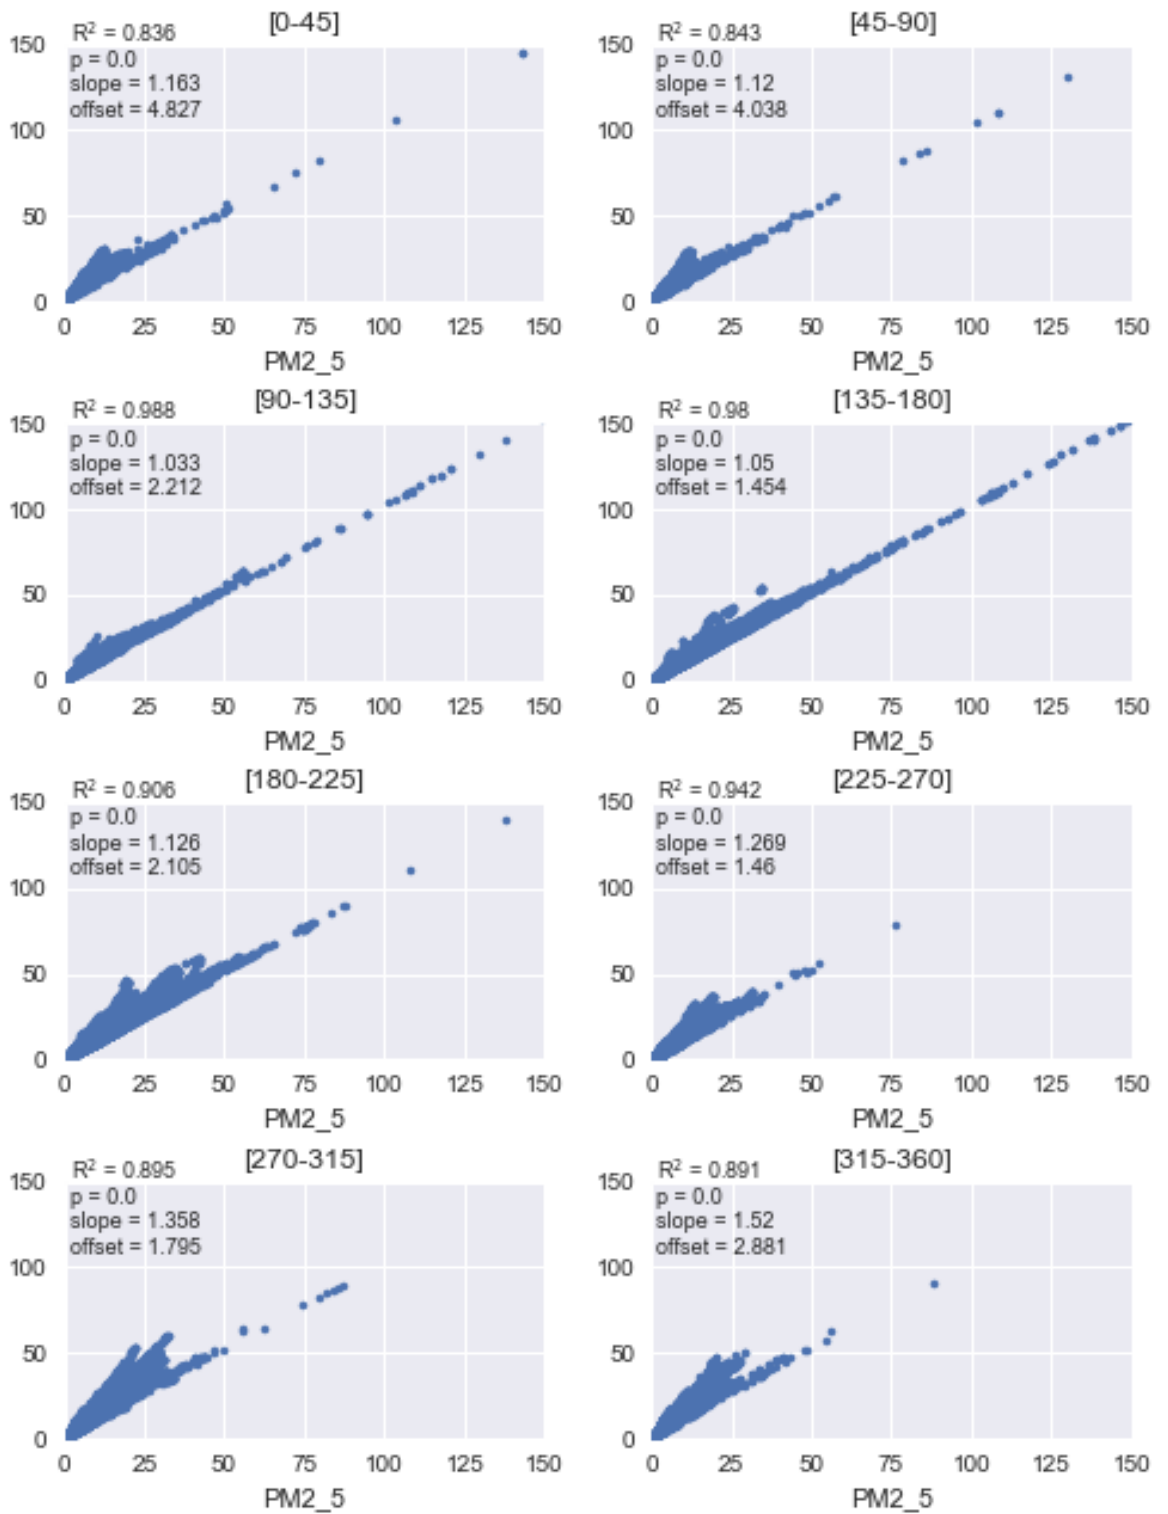 R² = 0.836
[0-45]
150
p = 0.0
slope = 1.163
offset = 4.827
100
50
0
0 25 50 75 100 125 150
PM2_5
R² = 0.843
[45-90]
150
p = 0.0
slope = 1.12
offset = 4.038
100
50
0
0 25 50 75 100 125 150
PM2_5
R² = 0.988
[90-135]
150
p = 0.0
slope = 1.033
offset = 2.212
100
50
0
0 25 50 75 100 125 150
PM2_5
R² = 0.98
[135-180]
150
p = 0.0
slope = 1.05
offset = 1.454
100
50
0
0 25 50 75 100 125 150
PM2_5
R² = 0.906
[180-225]
150
p = 0.0
slope = 1.126
offset = 2.105
100
50
0
0 25 50 75 100 125 150
PM2_5
R² = 0.942
[225-270]
150
p = 0.0
slope = 1.269
offset = 1.46
100
50
0
0 25 50 75 100 125 150
PM2_5
R² = 0.895
[270-315]
150
p = 0.0
slope = 1.358
offset = 1.795
100
50
0
0 25 50 75 100 125 150
PM2_5
R² = 0.891
[315-360]
150
p = 0.0
slope = 1.52
offset = 2.881
100
50
0
0 25 50 75 100 125 150
PM2_5